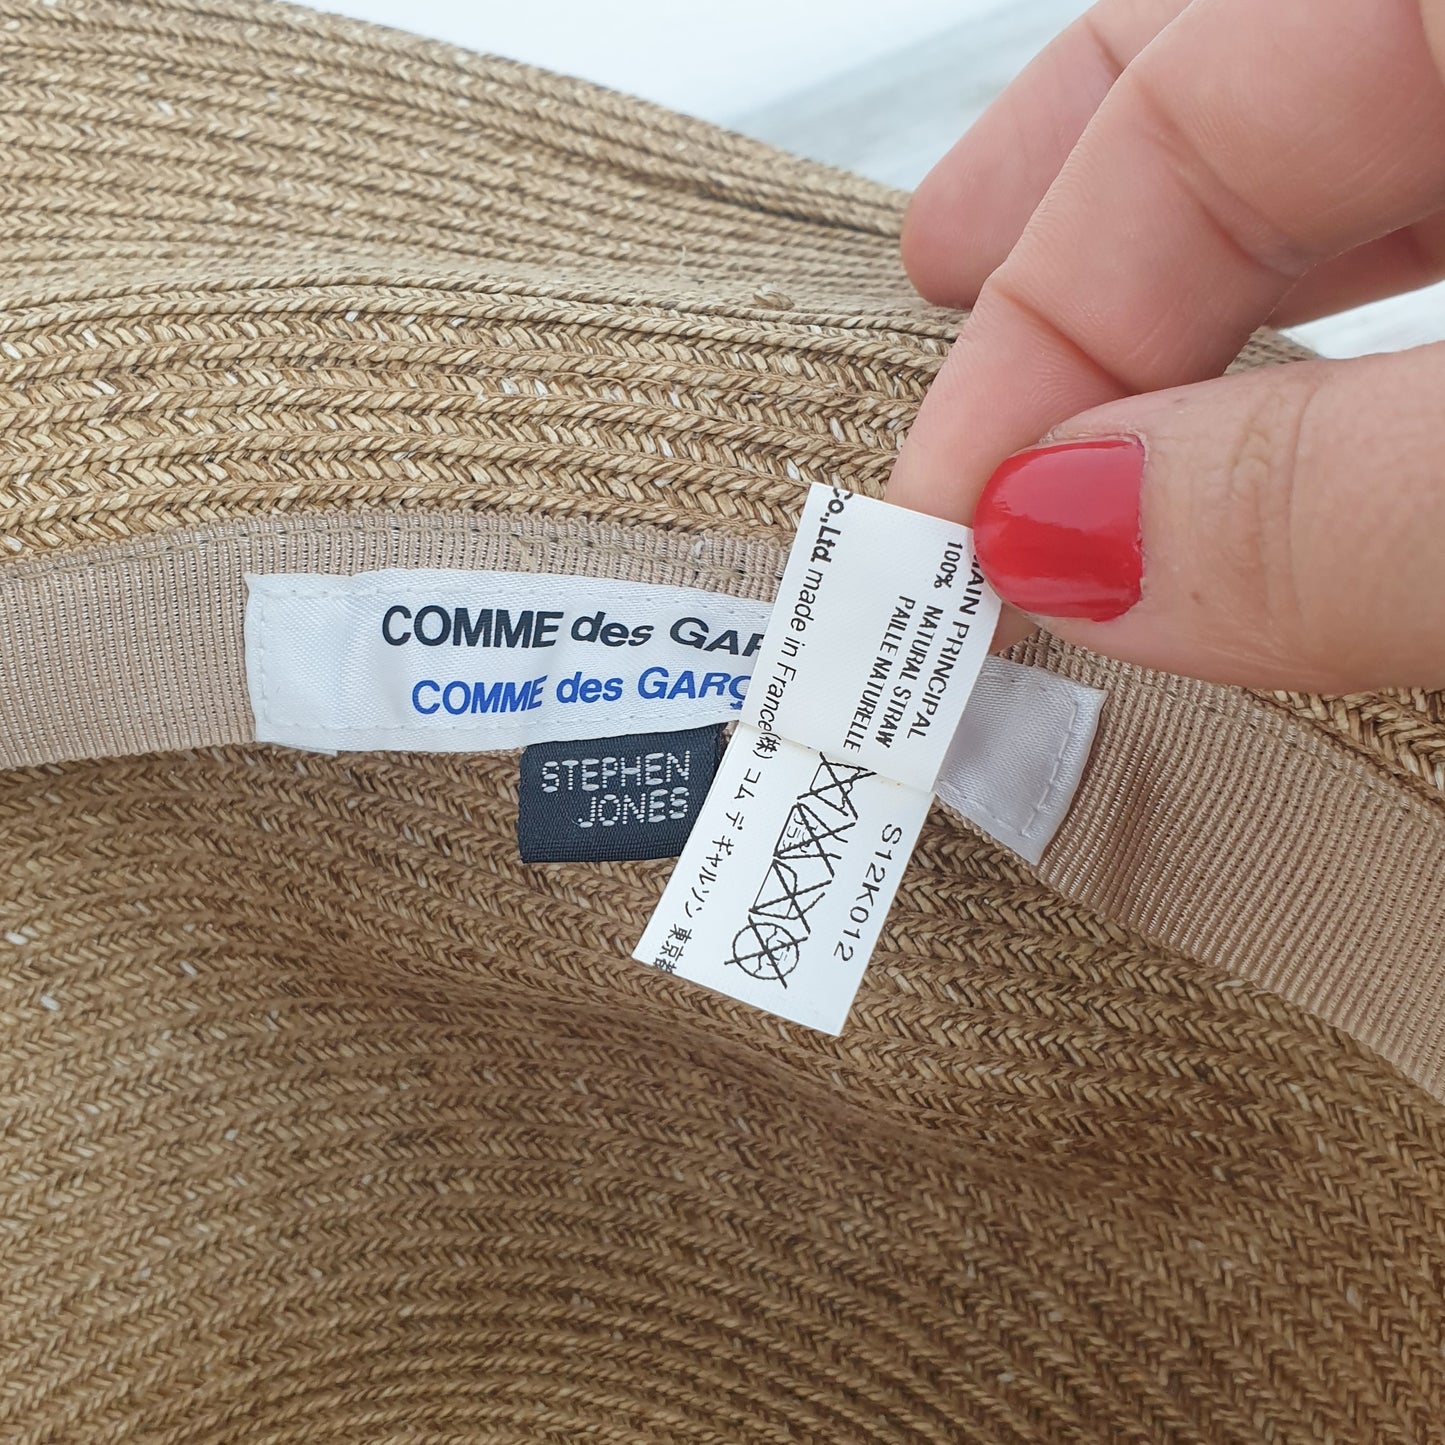 COMME des GAR
COMME des GARÇ
STEPHEN
JONES
Co.,Ltd made in France(株) コム デ ギャルソン 東京都
100% NATURAL STRAW
PAILLE NATURELLE
PRINCIPAL
S12K012